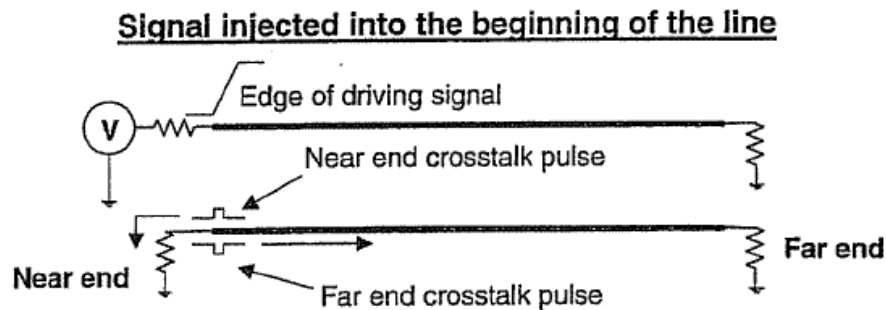 Signal injected into the beginning of the line
Edge of driving signal
V
Near end crosstalk pulse
Near end
Far end
Far end crosstalk pulse